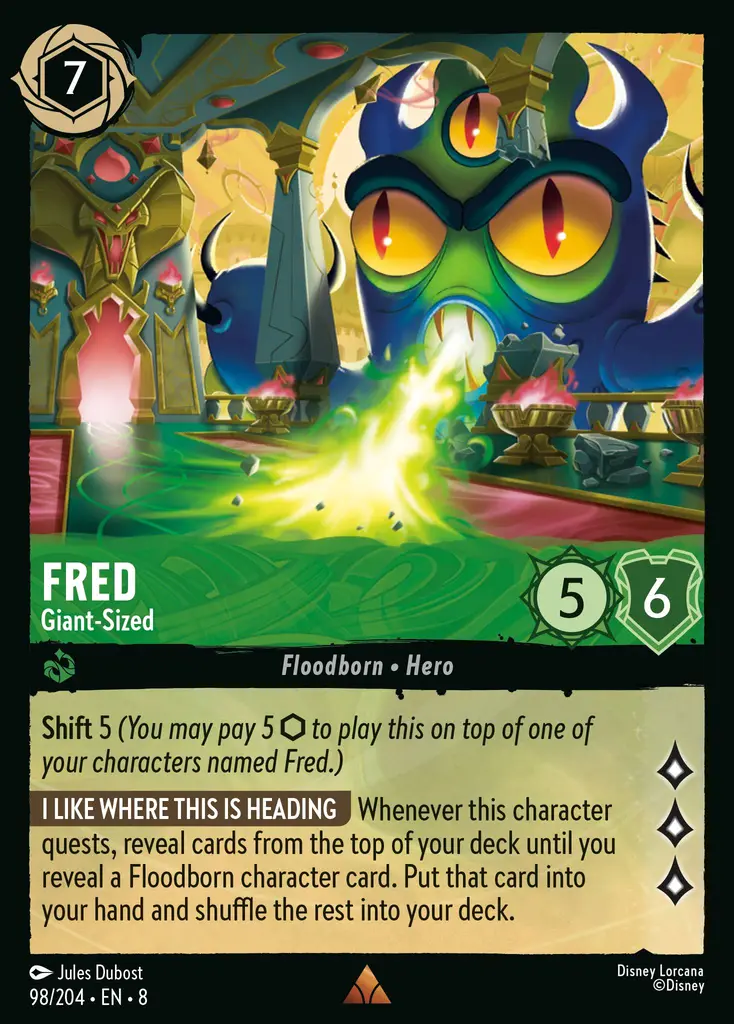 7
FRED
Giant-Sized
5
6
Floodborn • Hero
Shift 5 (You may pay 5 ⬡ to play this on top of one of
your characters named Fred.)
I LIKE WHERE THIS IS HEADING Whenever this character
quests, reveal cards from the top of your deck until you
reveal a Floodborn character card. Put that card into
your hand and shuffle the rest into your deck.
Jules Dubost
98/204 • EN • 8
Disney Lorcana
©Disney